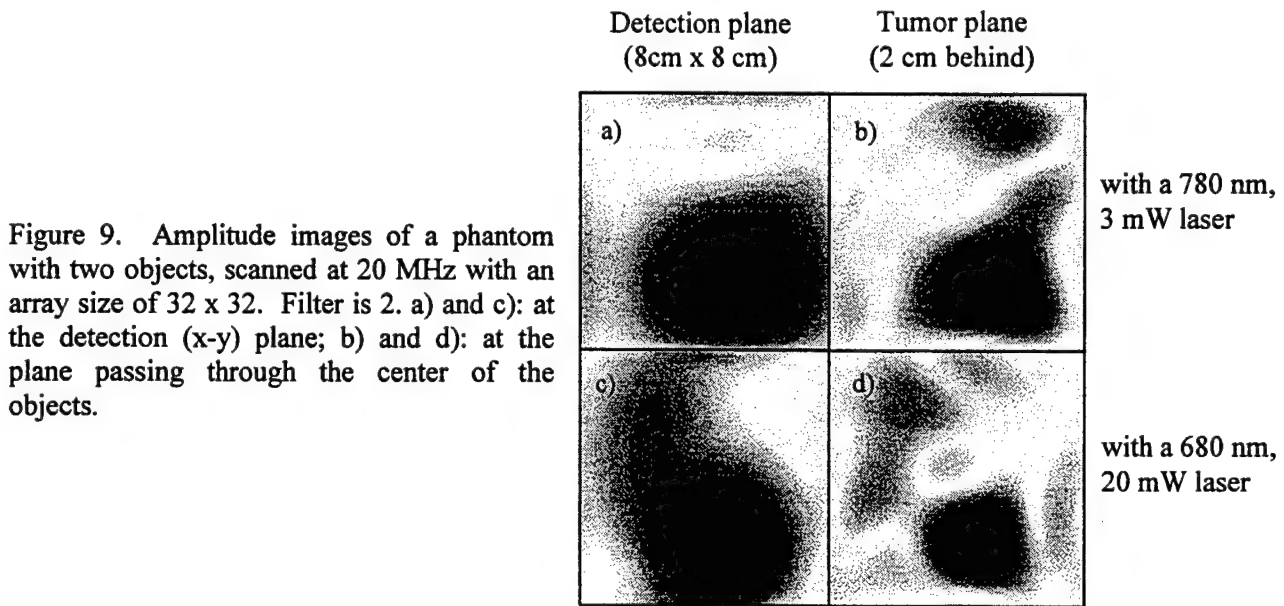 Detection plane
(8cm x 8 cm)
Tumor plane
(2 cm behind)
a)
b)
with a 780 nm,
3 mW laser
Figure 9. Amplitude images of a phantom
with two objects, scanned at 20 MHz with an
array size of 32 x 32. Filter is 2. a) and c): at
the detection (x-y) plane; b) and d): at the
plane passing through the center of the
objects.
c)
d)
with a 680 nm,
20 mW laser